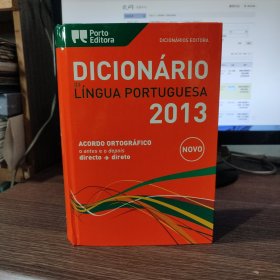 Porto
Editora
DICIONÁRIOS EDITORA
DICIONÁRIO
da LÍNGUA PORTUGUESA
2013
ACORDO ORTOGRÁFICO
o antes e o depois
directo → direto
NOVO